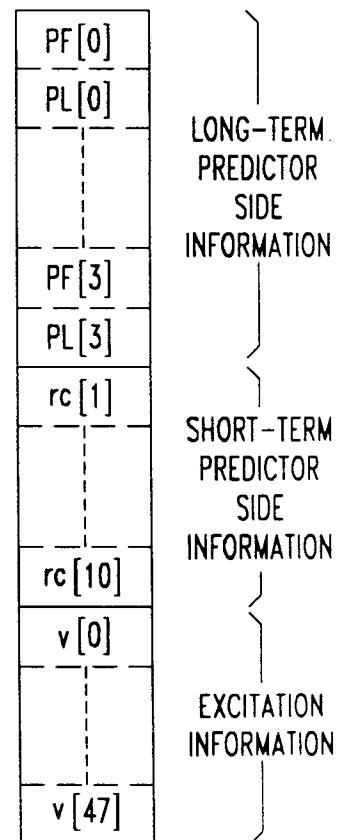 PF[0]
PL[0]
LONG-TERM
PREDICTOR
SIDE
INFORMATION
PF[3]
PL[3]
rc[1]
SHORT-TERM
PREDICTOR
SIDE
INFORMATION
rc[10]
v[0]
EXCITATION
INFORMATION
v[47]